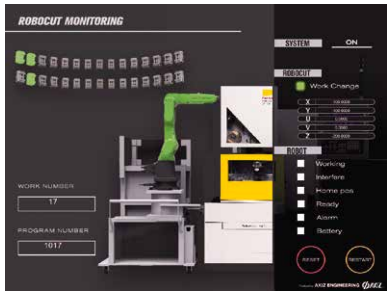 ROBOCUT MONITORING
SYSTEM
ON
ROBOCUT
Work Change
X
Y
U
V
Z
ROBOT
Working
Interfere
Home pos
Ready
Alarm
Battery
WORK NUMBER
17
PROGRAM NUMBER
1017
RESET
RESTART
AXIZ ENGINEERING